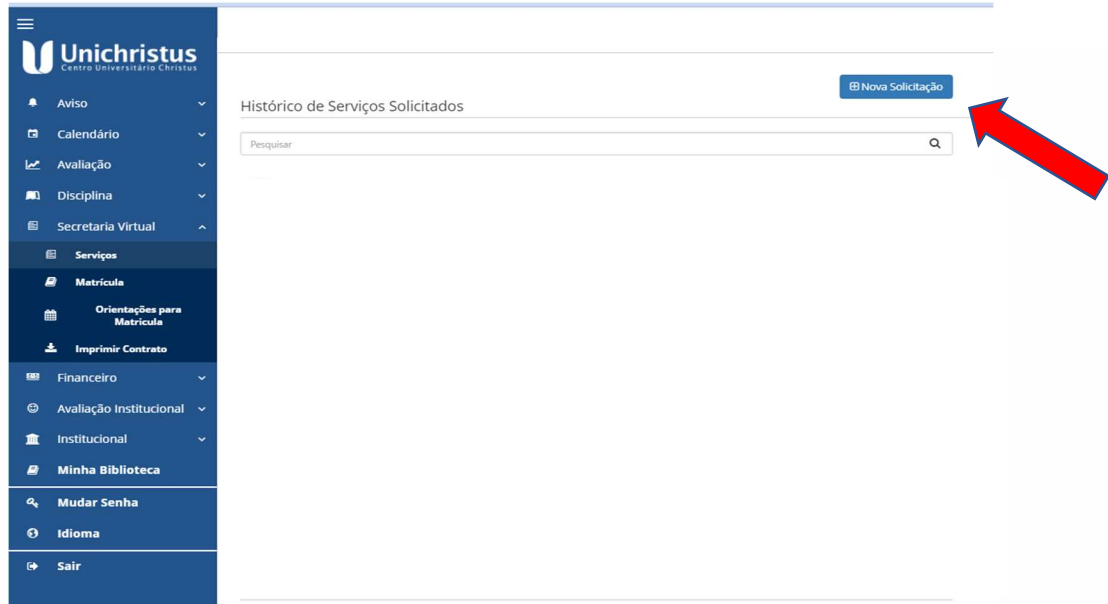 Unichristus
Centro Universitário Christus
Aviso
Calendário
Avaliação
Disciplina
Secretaria Virtual
Serviços
Matrícula
Orientações para
Matricula
Imprimir Contrato
Financeiro
Avaliação Institucional
Institucional
Minha Biblioteca
Mudar Senha
Idioma
Sair
Nova Solicitação
Histórico de Serviços Solicitados
Pesquisar